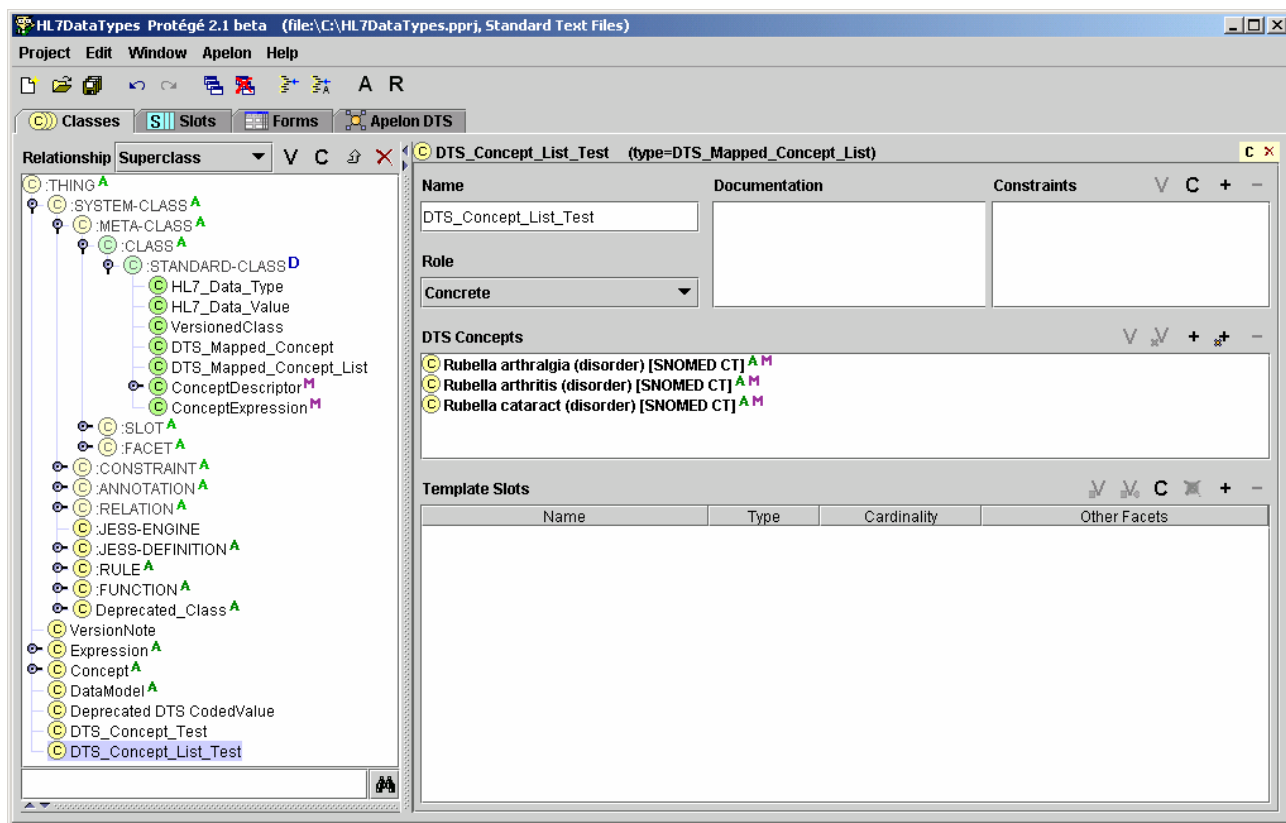 HL7DataTypes Protégé 2.1 beta (file:\C:\HL7DataTypes.pprj, Standard Text Files)
Project Edit Window Apelon Help
A R
C Classes S Slots Forms Apelon DTS
Relationship Superclass V C
C :THING A
C :SYSTEM-CLASS A
C :META-CLASS A
C :CLASS A
C :STANDARD-CLASS D
C HL7_Data_Type
C HL7_Data_Value
C VersionedClass
C DTS_Mapped_Concept
C DTS_Mapped_Concept_List
C ConceptDescriptor M
C ConceptExpression M
C :SLOT A
C :FACET A
C :CONSTRAINT A
C :ANNOTATION A
C :RELATION A
C :JESS-ENGINE
C :JESS-DEFINITION A
C :RULE A
C :FUNCTION A
C Deprecated_Class A
C VersionNote
C Expression A
C Concept A
C DataModel A
C Deprecated DTS CodedValue
C DTS_Concept_Test
C DTS_Concept_List_Test
C DTS_Concept_List_Test (type=DTS_Mapped_Concept_List) C ×
Name Documentation Constraints V C + −
DTS_Concept_List_Test
Role
Concrete
DTS Concepts V V + + −
C Rubella arthralgia (disorder) [SNOMED CT] A M
C Rubella arthritis (disorder) [SNOMED CT] A M
C Rubella cataract (disorder) [SNOMED CT] A M
Template Slots V V C + −
Name Type Cardinality Other Facets